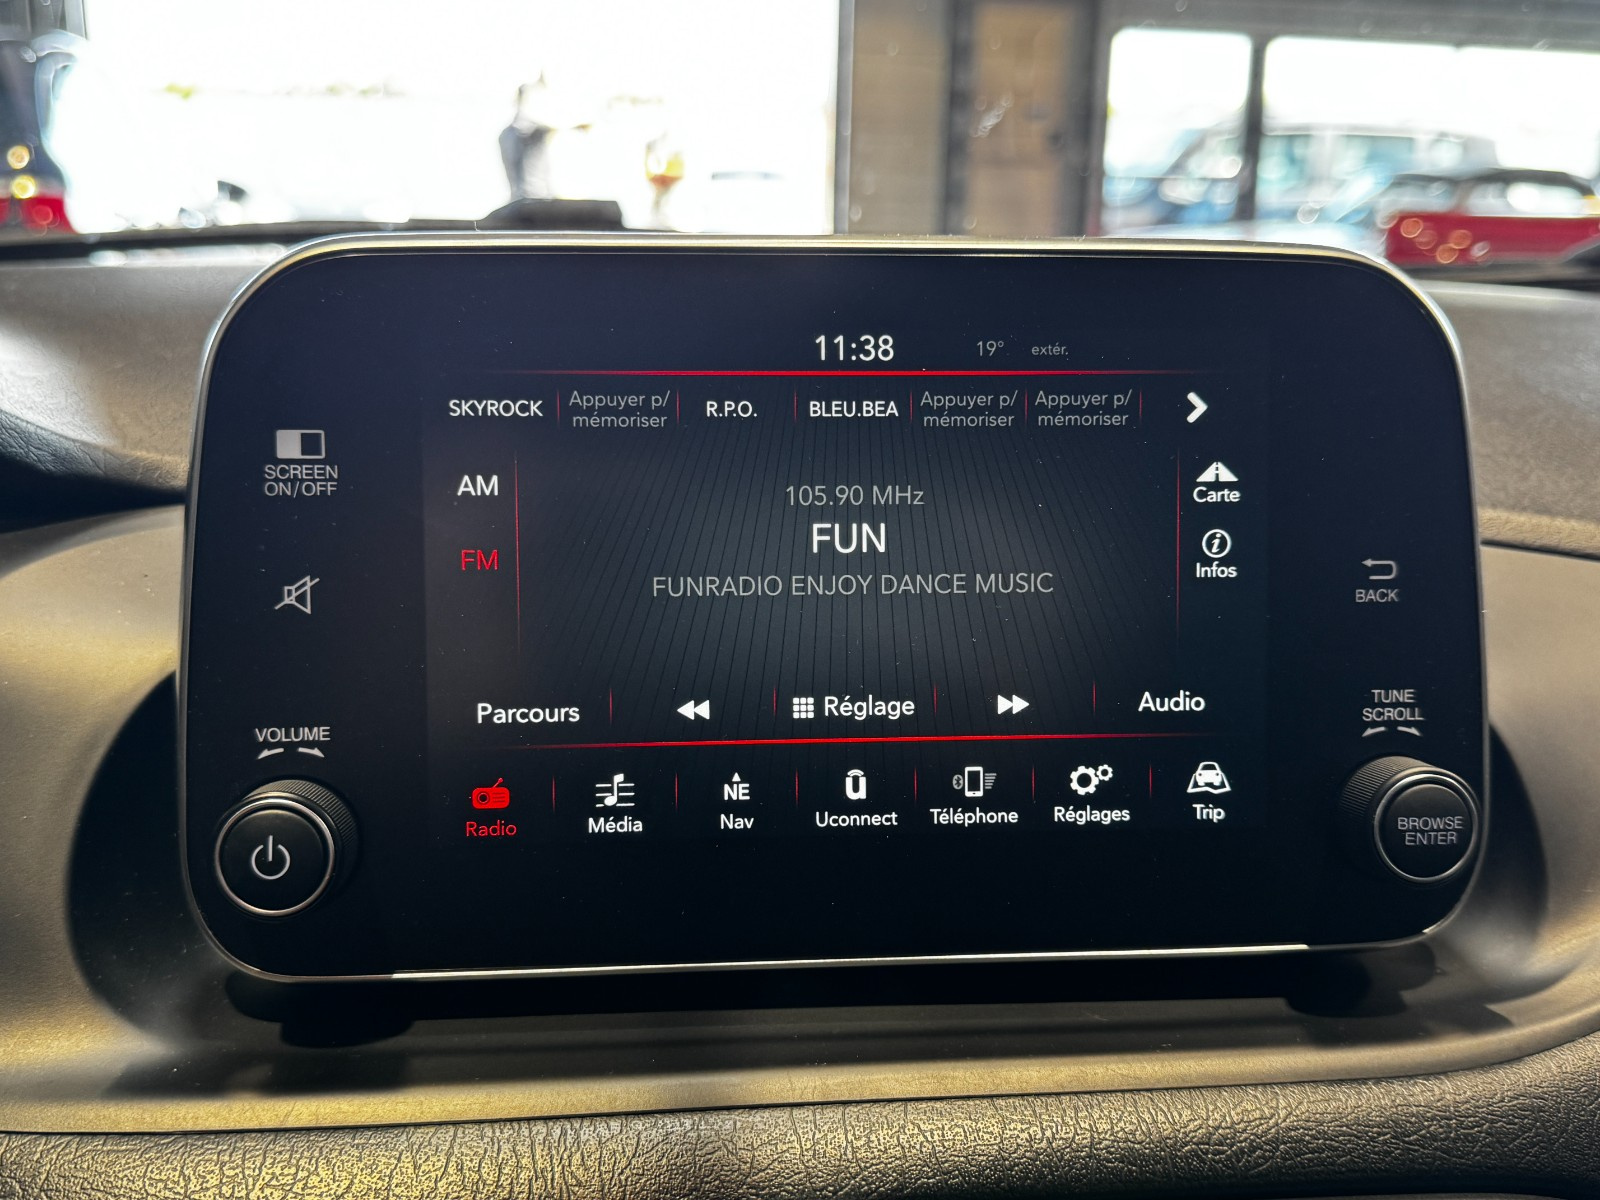 11:38 19° extér.
SKYROCK
Appuyer p/
mémoriser
R.P.O.
BLEU.BEA
Appuyer p/
mémoriser
Appuyer p/
mémoriser
SCREEN
ON/OFF
AM
FM
105.90 MHz
FUN
FUNRADIO ENJOY DANCE MUSIC
Carte
Infos
BACK
Parcours
Réglage
Audio
VOLUME
TUNE
SCROLL
Radio
Média
NE
Nav
Uconnect
Téléphone
Réglages
Trip
BROWSE
ENTER